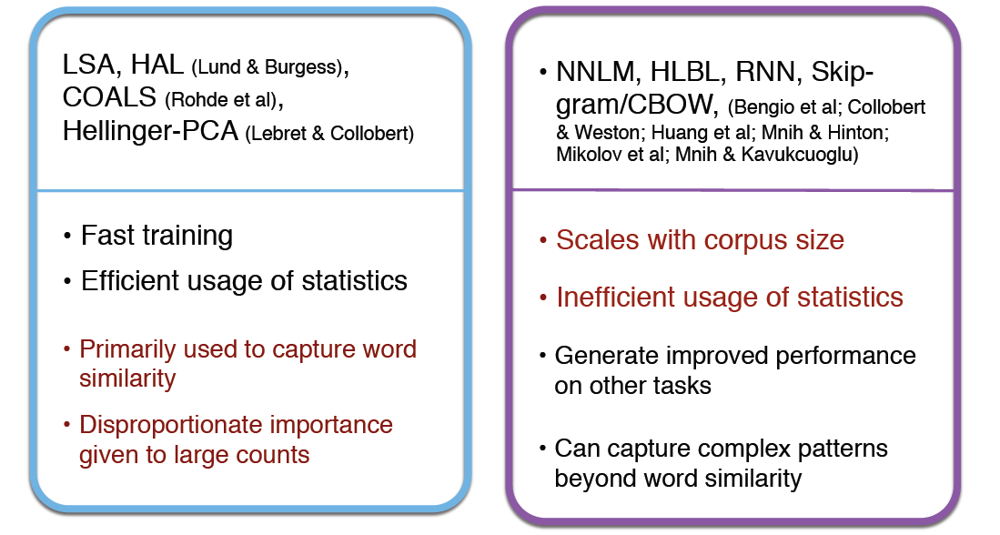 LSA, HAL (Lund & Burgess),
COALS (Rohde et al),
Hellinger-PCA (Lebret & Collobert)
• Fast training
• Efficient usage of statistics
• Primarily used to capture word
similarity
• Disproportionate importance
given to large counts
• NNLM, HLBL, RNN, Skip-
gram/CBOW, (Bengio et al; Collobert
& Weston; Huang et al; Mnih & Hinton;
Mikolov et al; Mnih & Kavukcuoglu)
• Scales with corpus size
• Inefficient usage of statistics
• Generate improved performance
on other tasks
• Can capture complex patterns
beyond word similarity